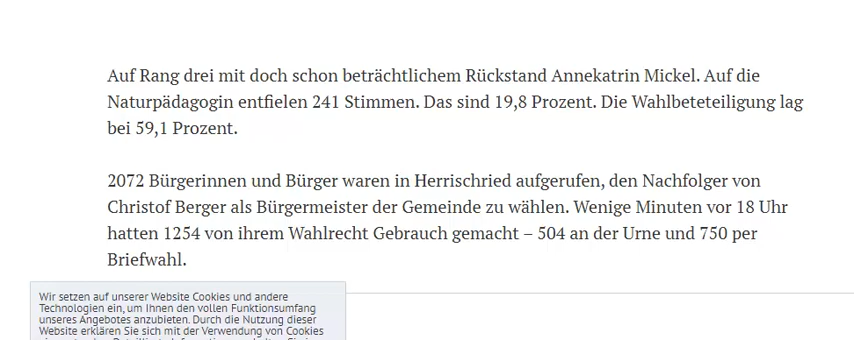 Auf Rang drei mit doch schon beträchtlichem Rückstand Annekatrin Mickel. Auf die
Naturpädagogin entfielen 241 Stimmen. Das sind 19,8 Prozent. Die Wahlbeteteiligung lag
bei 59,1 Prozent.
2072 Bürgerinnen und Bürger waren in Herrischried aufgerufen, den Nachfolger von
Christof Berger als Bürgermeister der Gemeinde zu wählen. Wenige Minuten vor 18 Uhr
hatten 1254 von ihrem Wahlrecht Gebrauch gemacht – 504 an der Urne und 750 per
Briefwahl.
Wir setzen auf unserer Website Cookies und andere
Technologien ein, um Ihnen den vollen Funktionsumfang
unseres Angebotes anzubieten. Durch die Nutzung dieser
Website erklären Sie sich mit der Verwendung von Cookies